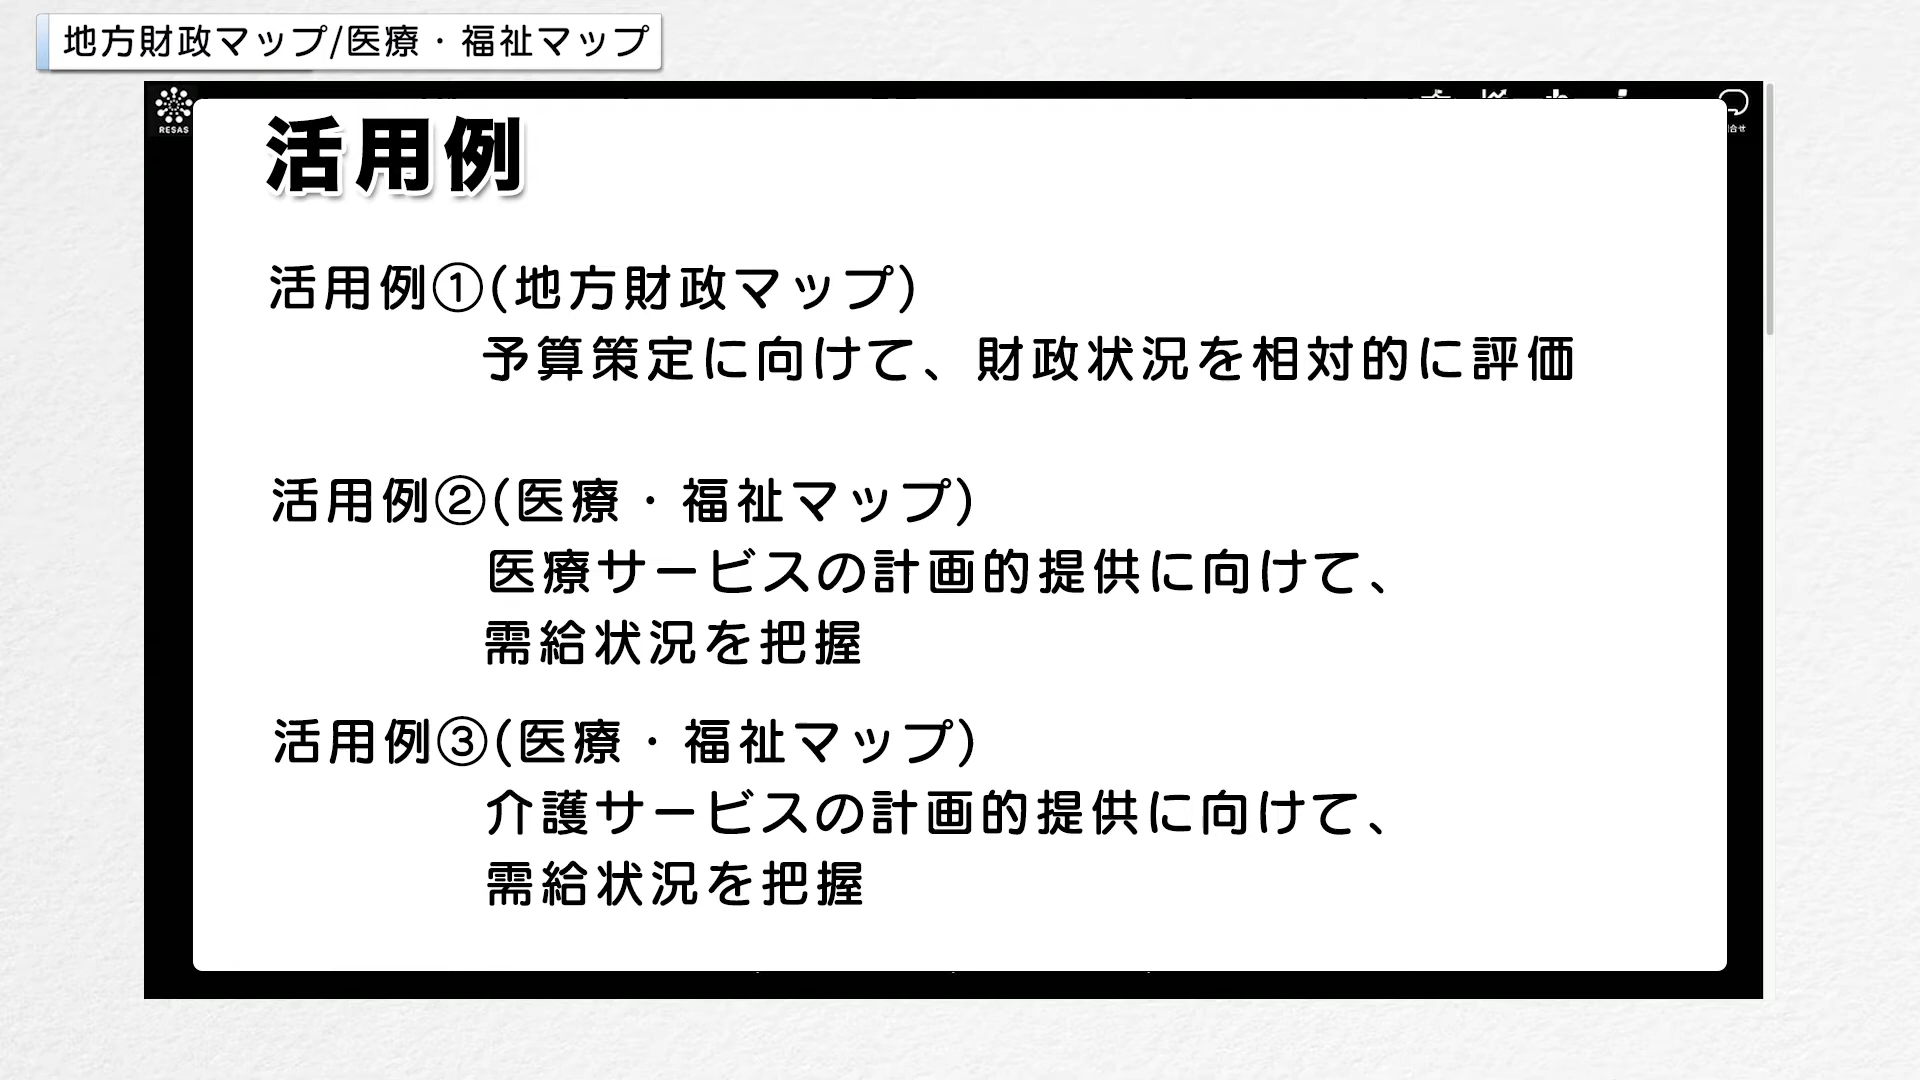 地方財政マップ/医療・福祉マップ
RESAS
合せ
活用例
活用例①(地方財政マップ)
予算策定に向けて、財政状況を相対的に評価
活用例②(医療・福祉マップ)
医療サービスの計画的提供に向けて、
需給状況を把握
活用例③(医療・福祉マップ)
介護サービスの計画的提供に向けて、
需給状況を把握